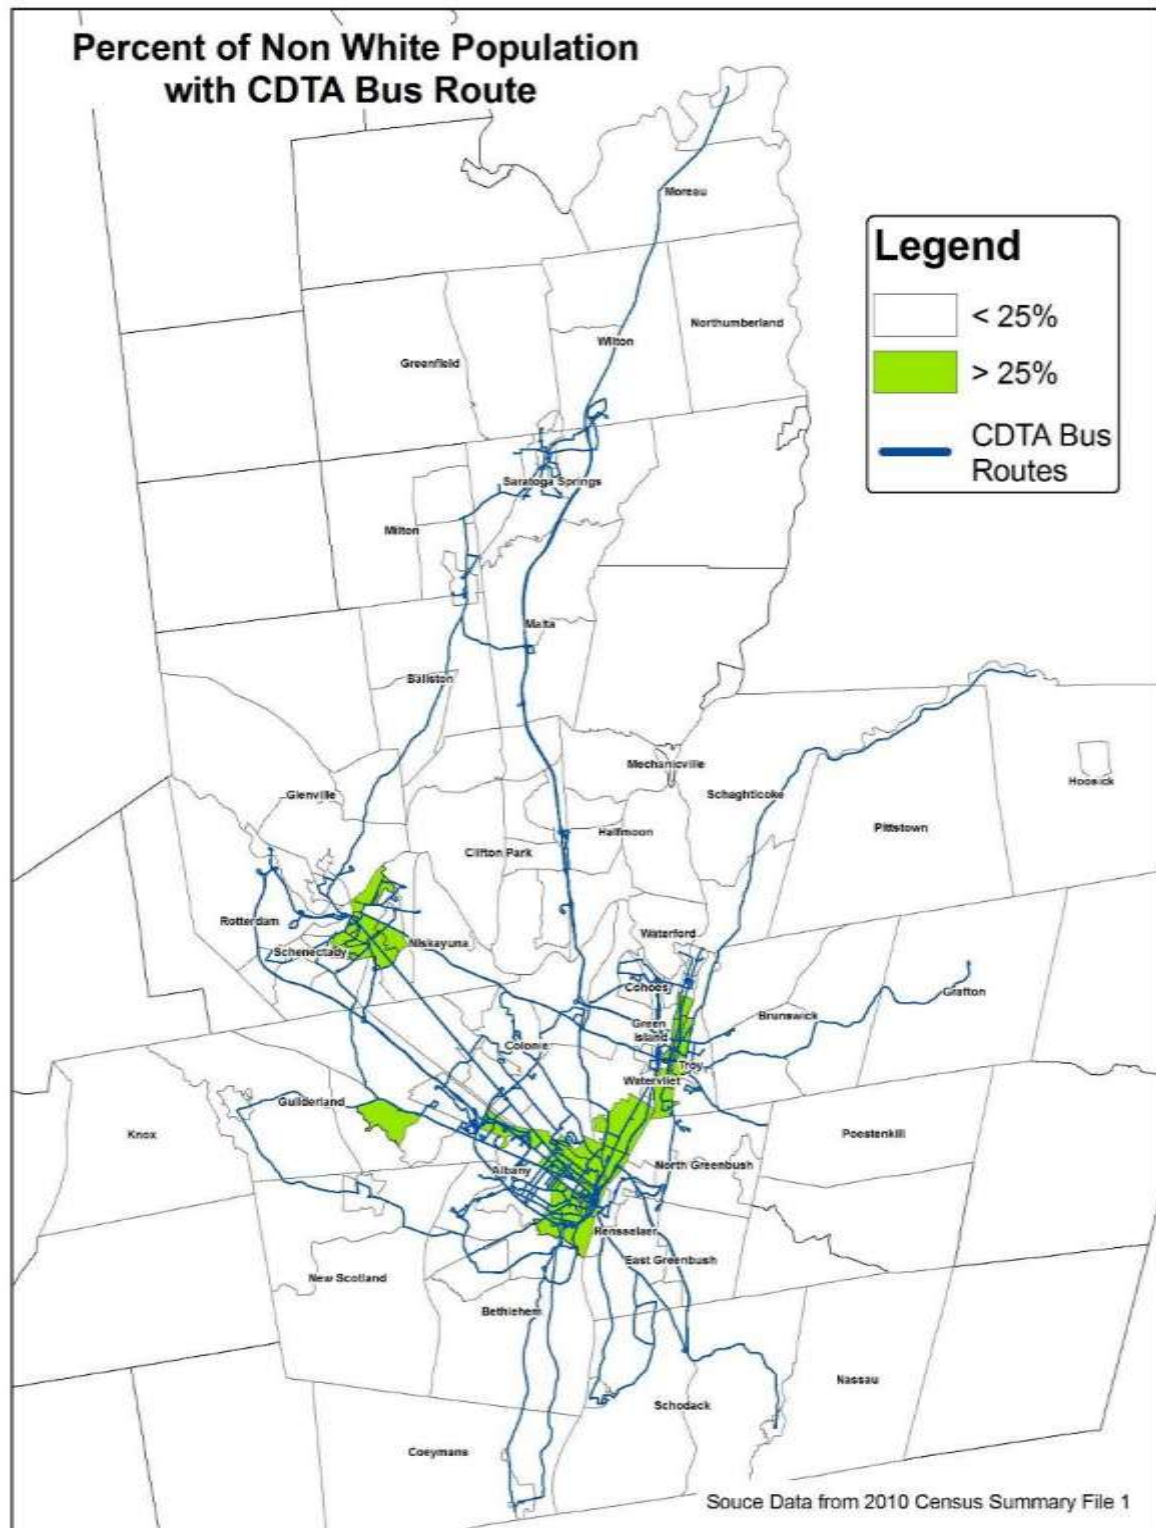 Percent of Non White Population
with CDTA Bus Route
Moreau
Legend
< 25%
> 25%
CDTA Bus
Routes
Northumberland
Wilton
Greenfield
Saratoga Springs
Milton
Malta
Ballston
Mechanicville
Hoosick
Glenville
Schaghticoke
Pittstown
Halfmoon
Clifton Park
Rotterdam
Waterford
Niskayuna
Schenectady
Cohoes
Grafton
Brunswick
Green
Island
Colonie
Troy
Watervliet
Guilderland
Knox
Poestenkill
North Greenbush
Albany
Rensselaer
East Greenbush
New Scotland
Bethlehem
Nassau
Schodack
Coeymans
Souce Data from 2010 Census Summary File 1